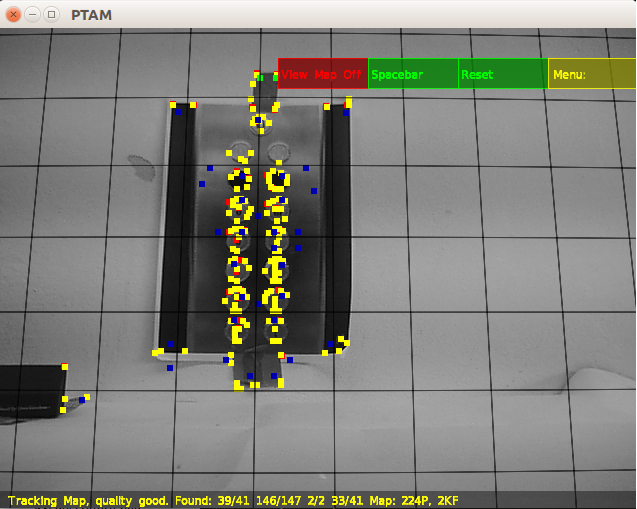 PTAM
View Map Off Spacebar Reset Menu:
Tracking Map, quality good. Found: 39/41 146/147 2/2 33/41 Map: 224P, 2KF